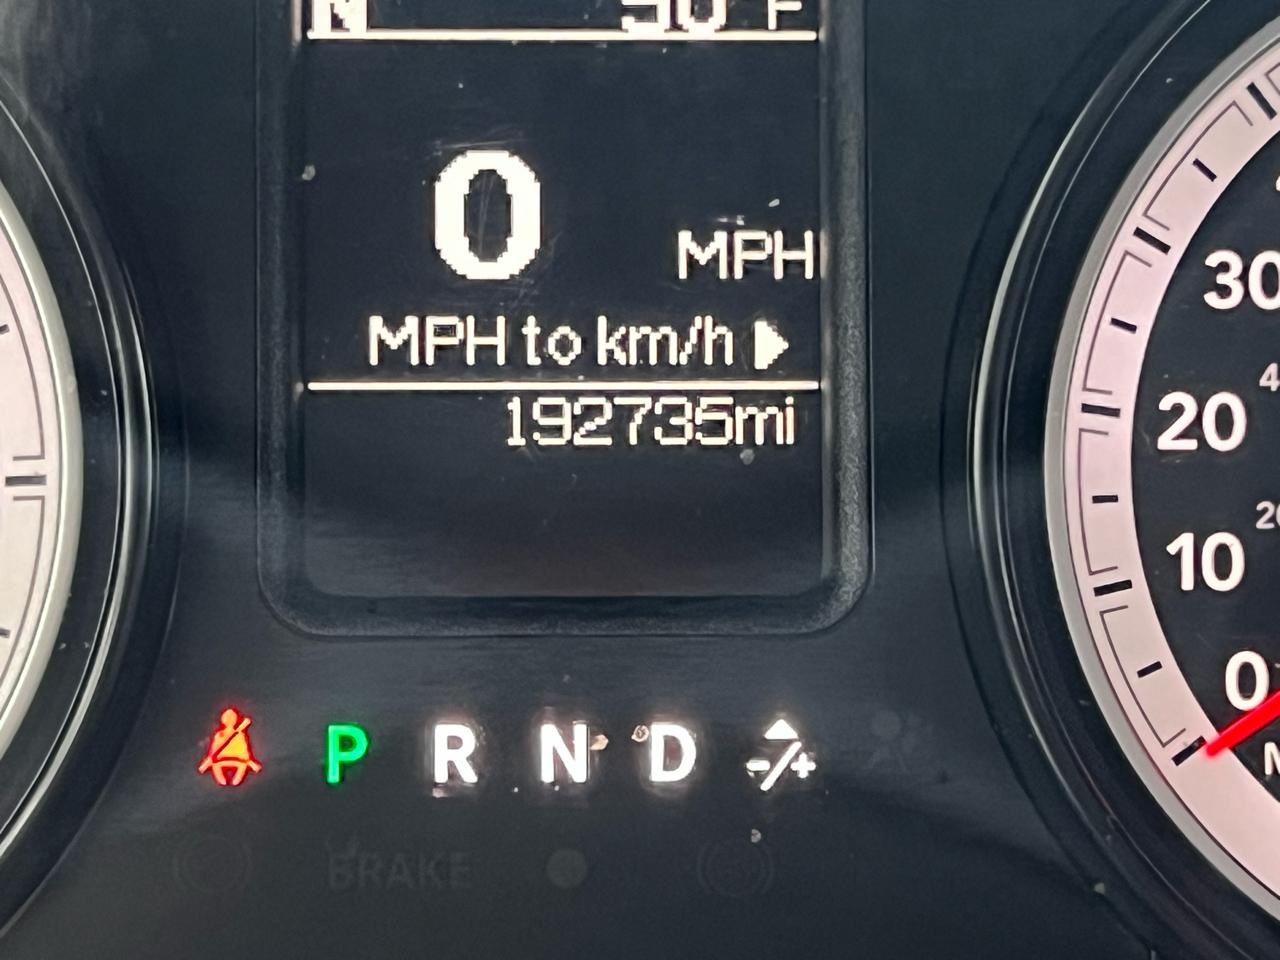 N
0
MPH
MPH to km/h
192735mi
30
20
10
0
P R N D -/+
BRAKE